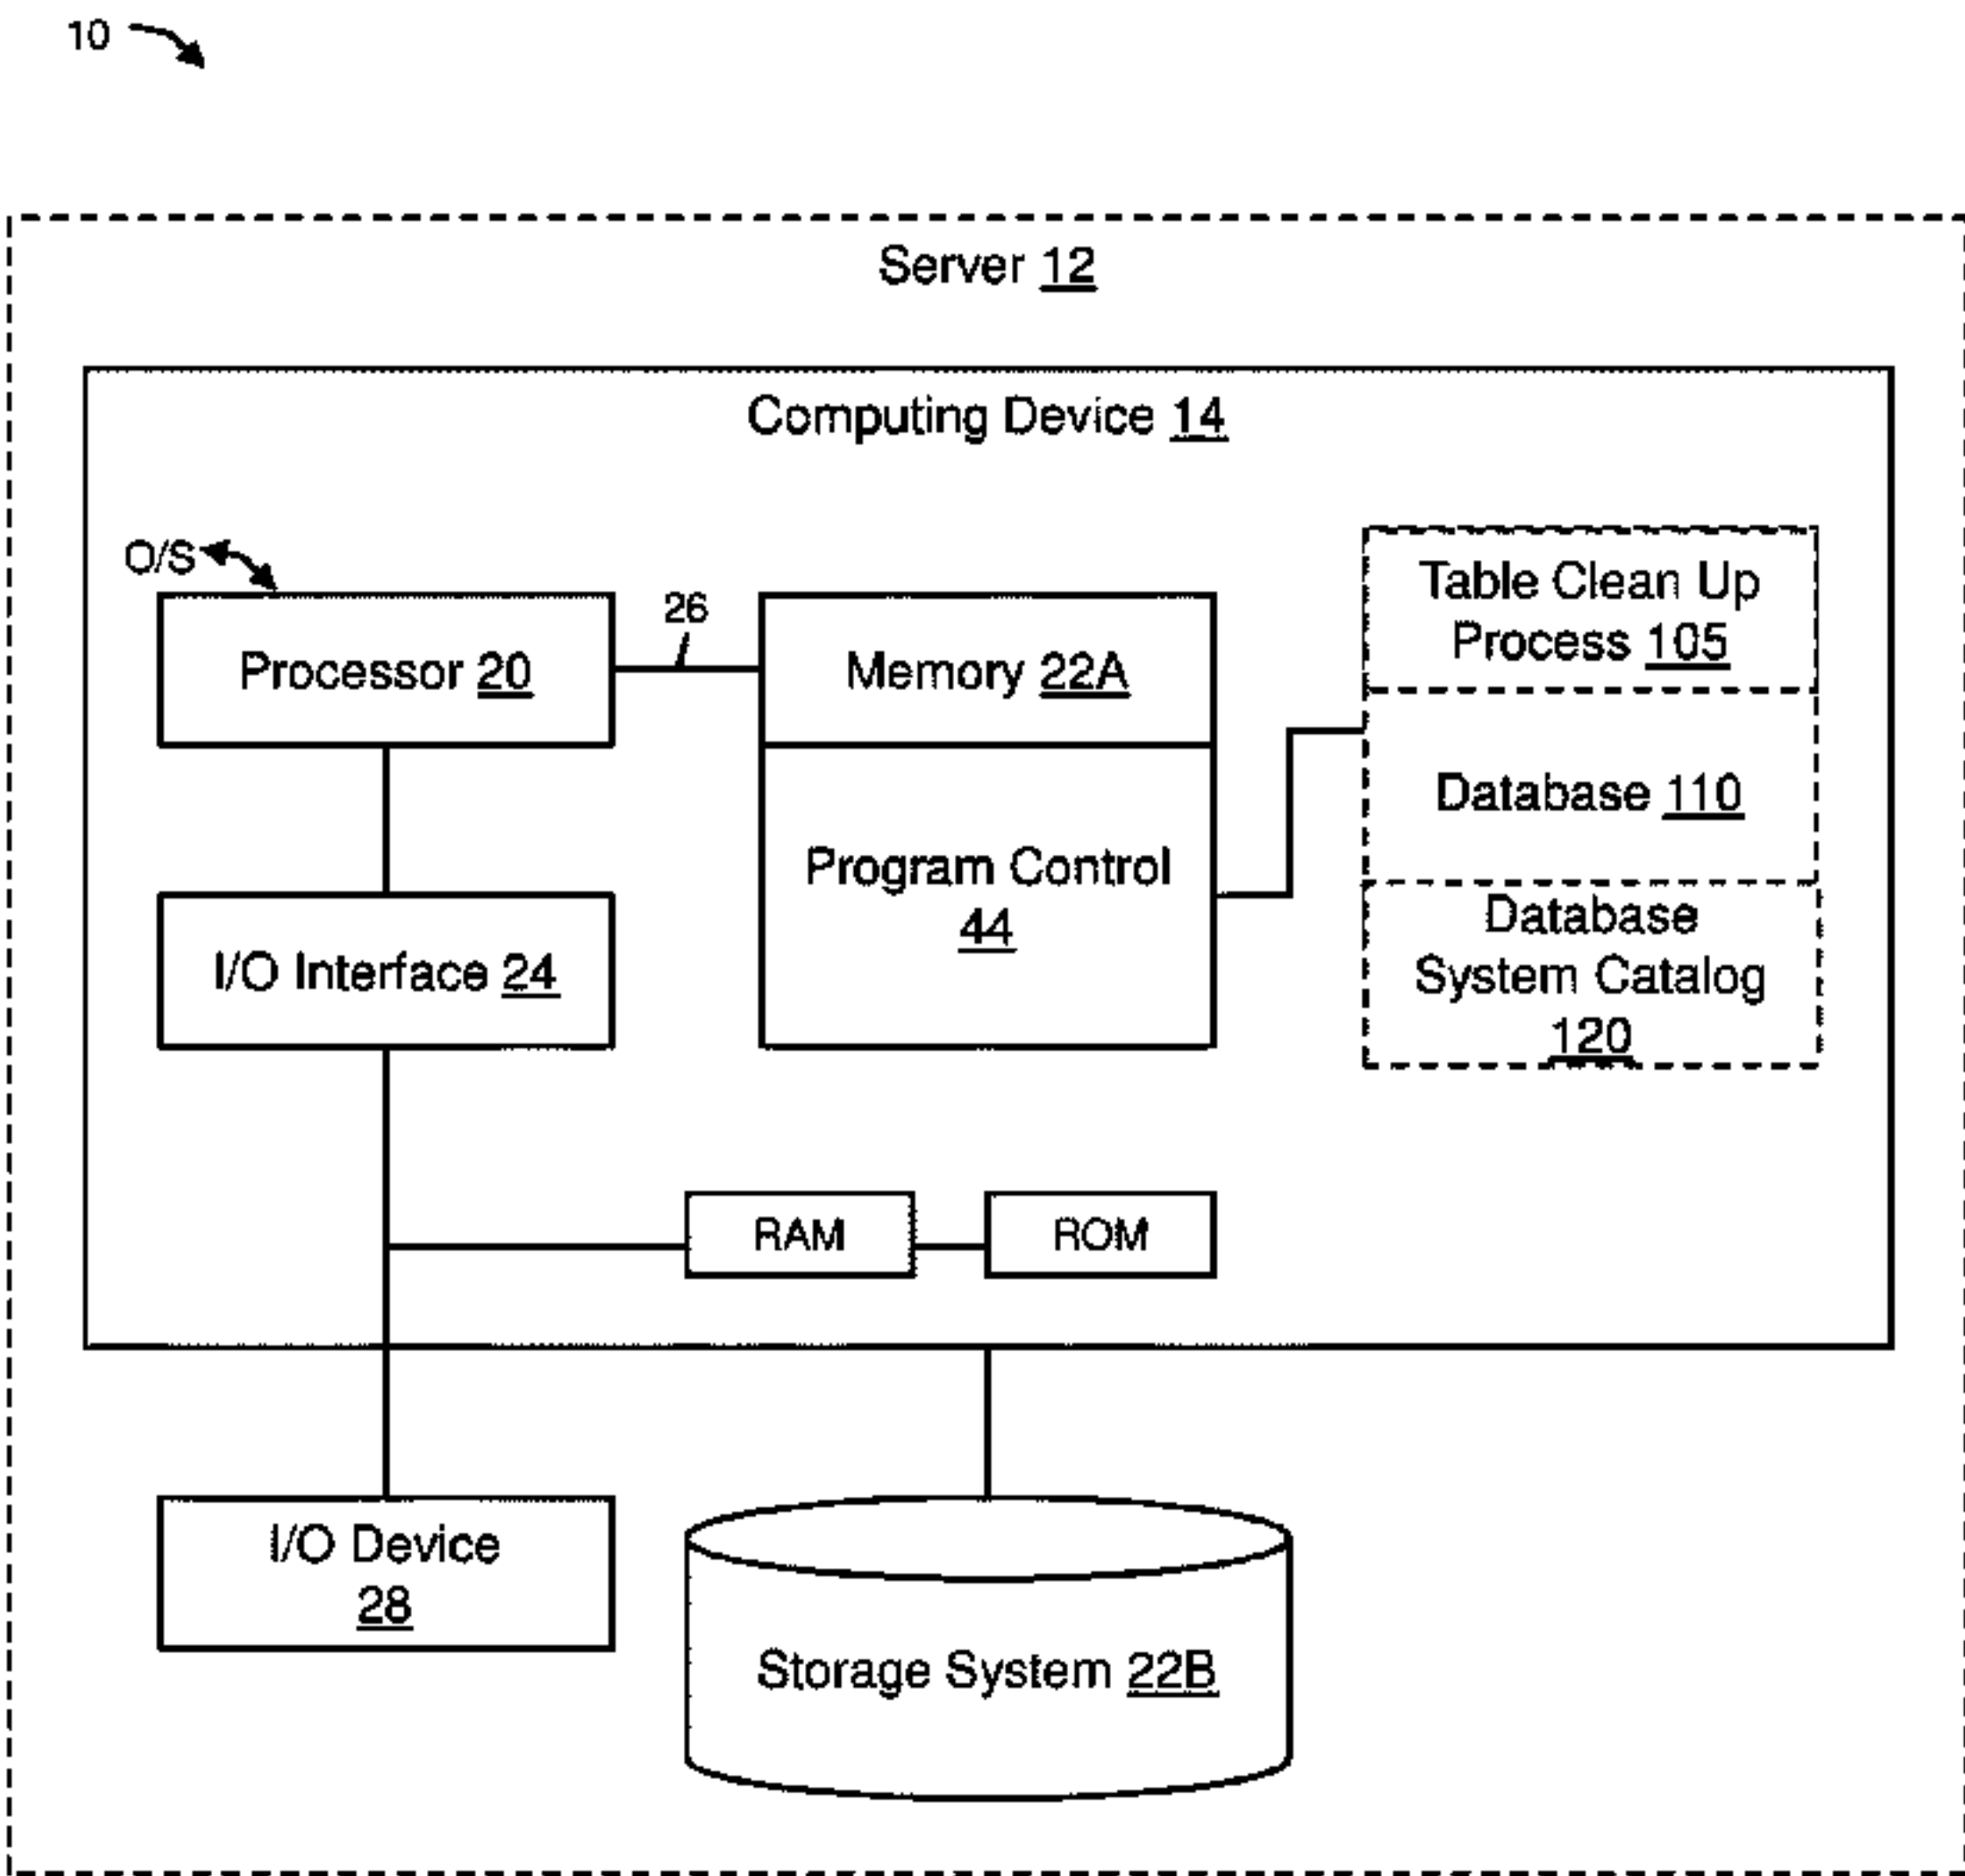 10
Server 12
Computing Device 14
O/S
Processor 20
26
Memory 22A
Program Control
44
Table Clean Up
Process 105
Database 110
Database
System Catalog
120
I/O Interface 24
RAM
ROM
I/O Device
28
Storage System 22B